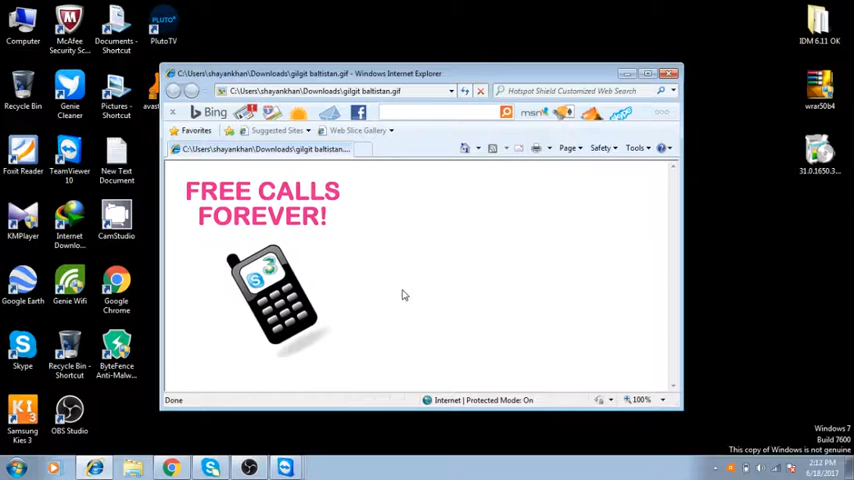 Computer
McAfee
Security Sc...
Documents -
Shortcut
PlutoTV
Recycle Bin
Genie
Cleaner
Pictures -
Shortcut
avast
Foxit Reader
TeamViewer
10
New Text
Document
KMPlayer
Internet
Downlo...
CamStudio
Google Earth
Genie Wifi
Google
Chrome
Skype
Recycle Bin -
Shortcut
ByteFence
Anti-Malw...
Samsung
Kies 3
OBS Studio
C:\Users\shayankhan\Downloads\gilgit baltistan.gif - Windows Internet Explorer
C:\Users\shayankhan\Downloads\gilgit baltistan.gif
Hotspot Shield Customized Web Search
Bing
msn
Favorites
Suggested Sites
Web Slice Gallery
C:\Users\shayankhan\Downloads\gilgit baltistan....
Page
Safety
Tools
FREE CALLS
FOREVER!
3
Done
Internet | Protected Mode: On
100%
IDM 6.11 OK
wrar50b4
31.0.1650.3...
Windows 7
Build 7600
This copy of Windows is not genuine
2:12 PM
6/18/2017